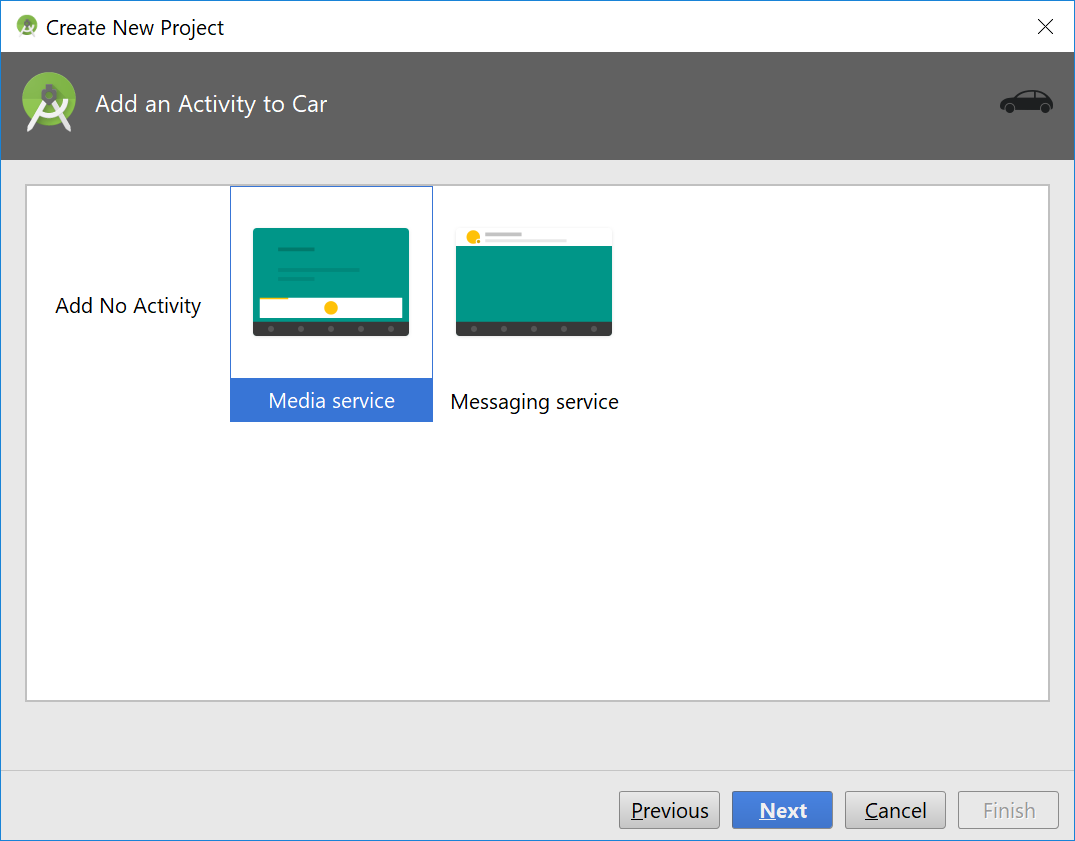 Create New Project
Add an Activity to Car
Add No Activity
Media service
Messaging service
Previous
Next
Cancel
Finish